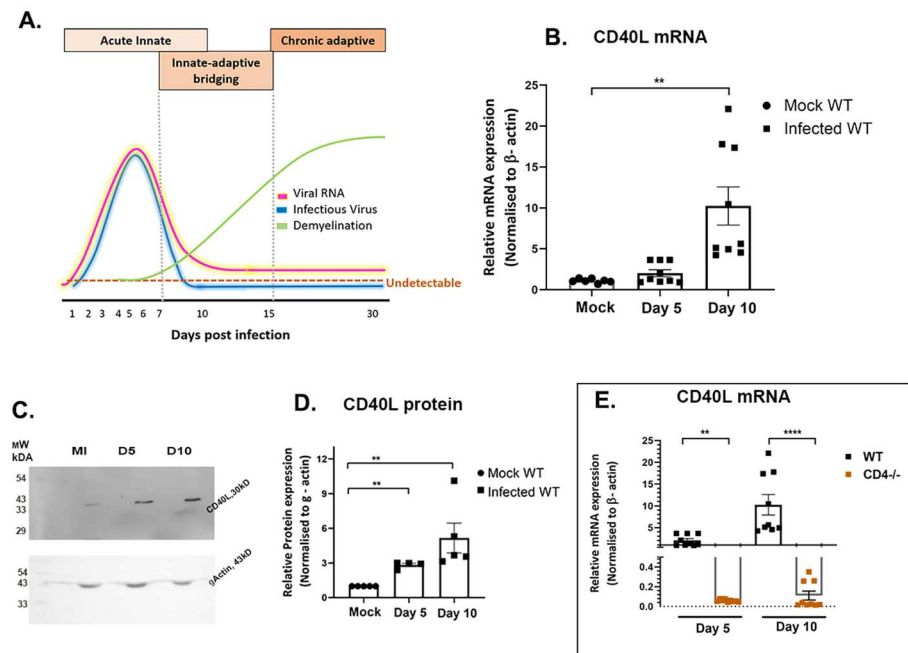 A.
Acute Innate
Chronic adaptive
Innate-adaptive
bridging
Viral RNA
Infectious Virus
Demyelination
Undetectable
1 2 3 4 5 6 7 10 15 30
Days post infection
B. CD40L mRNA
Relative mRNA expression
(Normalised to β- actin)
25
20
15
10
5
0
**
Mock WT
Infected WT
Mock Day 5 Day 10
C.
MW
kDA
MI D5 D10
54
43
33
CD40L,30kD
54
43
33
gActin, 43kD
D. CD40L protein
Relative Protein expression
(Normalised to g - actin)
12
9
6
3
0
**
**
Mock WT
Infected WT
Mock Day 5 Day 10
E. CD40L mRNA
Relative mRNA expression
(Normalised to β- actin)
25
20
15
10
5
0.4
0.2
0.0
** ****
WT
CD4-/-
Day 5 Day 10